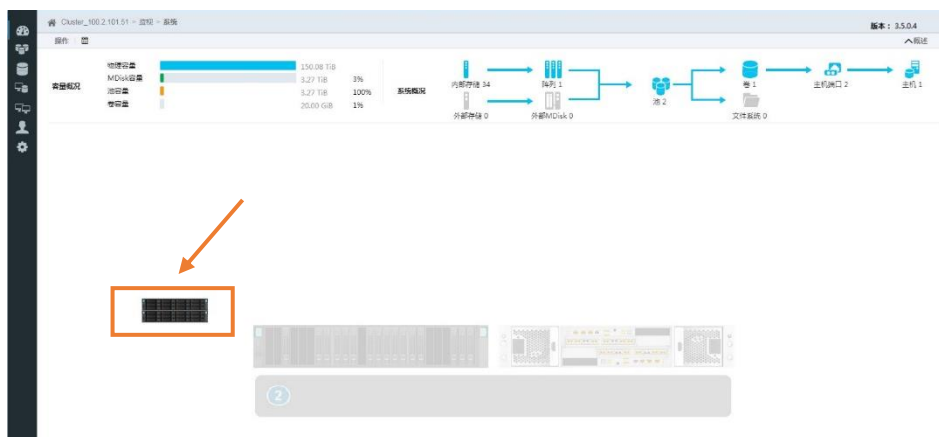 Cluster_100.2.101.51 - 监视 - 系统
版本： 3.5.0.4
操作
概述
容量概况
物理容量 150.08 TiB
MDisk容量 3.27 TiB 3%
池容量 3.27 TiB 100%
卷容量 20.00 GiB 1%
系统概况
内部存储 34
阵列 1
外部存储 0
外部MDisk 0
池 2
卷 1
文件系统 0
主机端口 2
主机 1
2